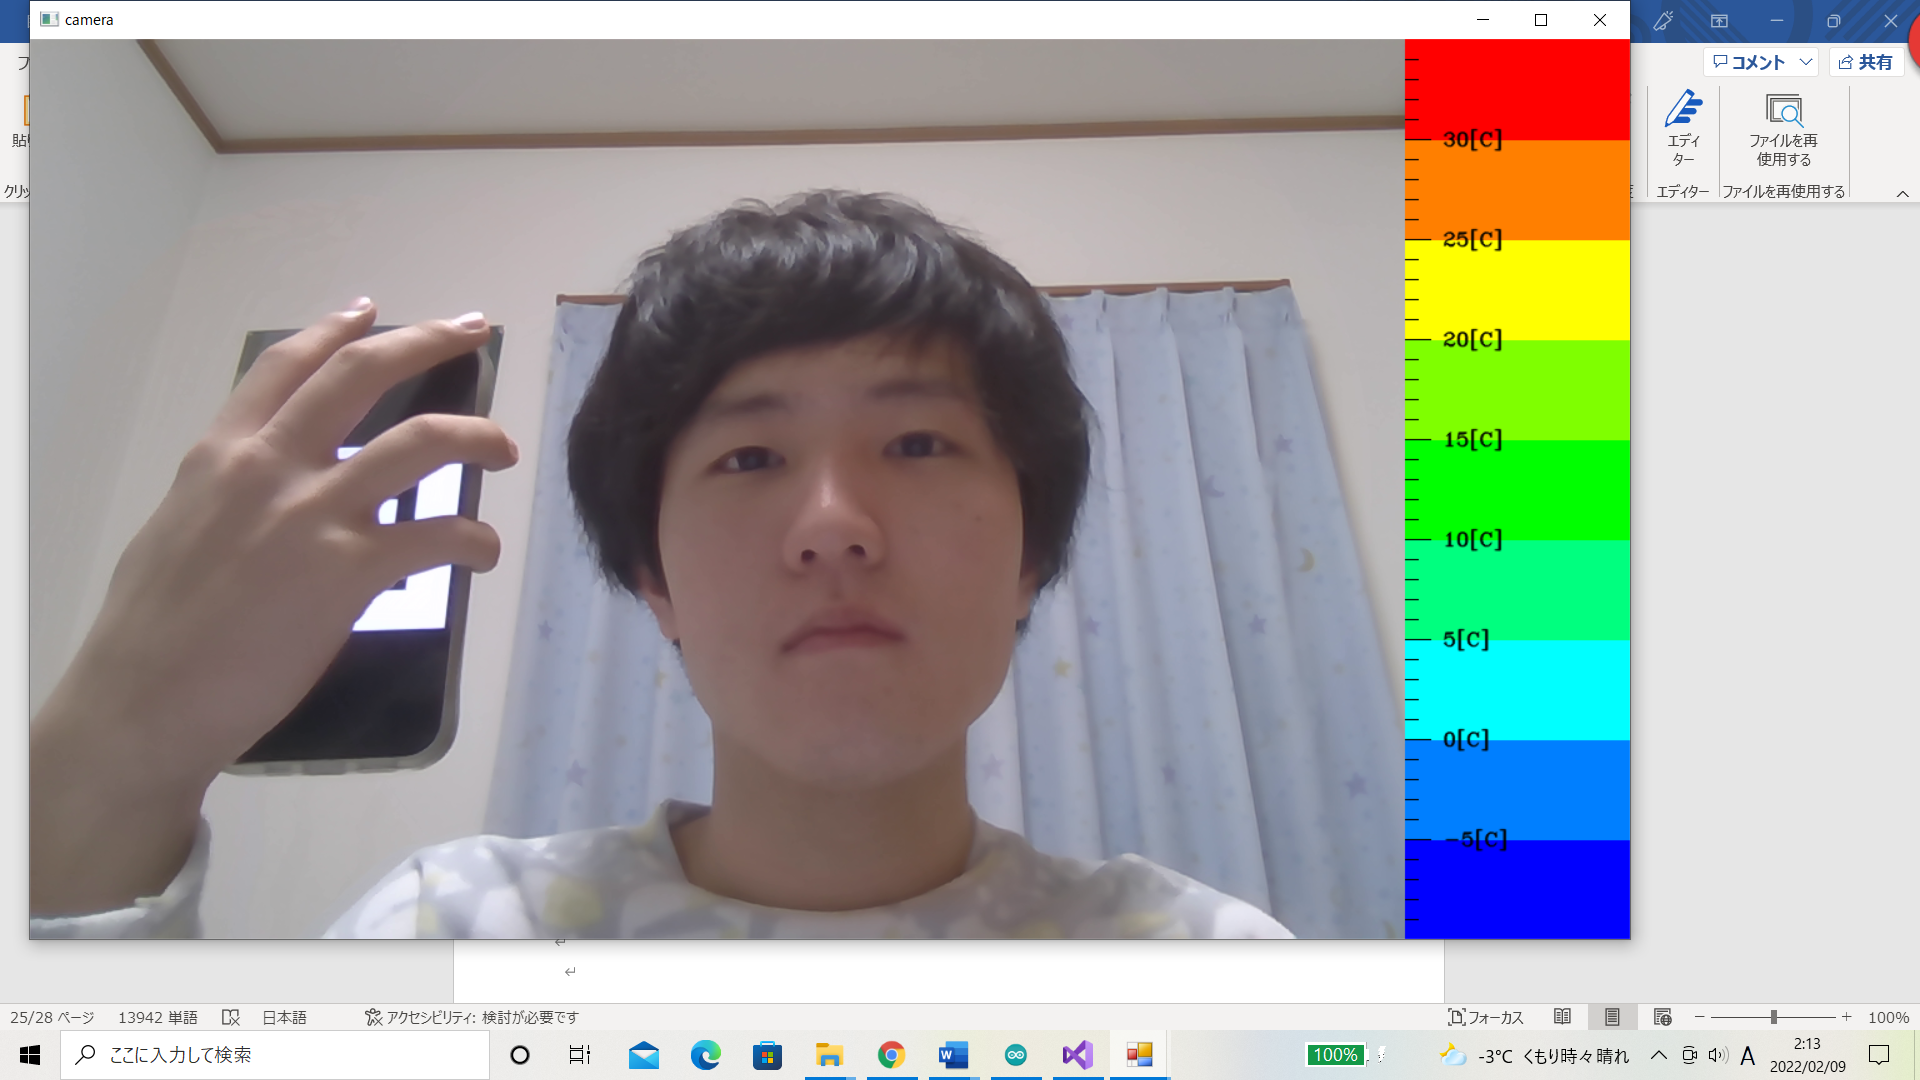 camera
コメント
共有
エディ
ター
ファイルを再
使用する
エディター
ファイルを再使用する
30[C]
25[C]
20[C]
15[C]
10[C]
5[C]
0[C]
-5[C]
25/28 ページ
13942 単語
日本語
アクセシビリティ: 検討が必要です
フォーカス
100%
ここに入力して検索
100%
-3°C くもり時々晴れ
A
2:13
2022/02/09